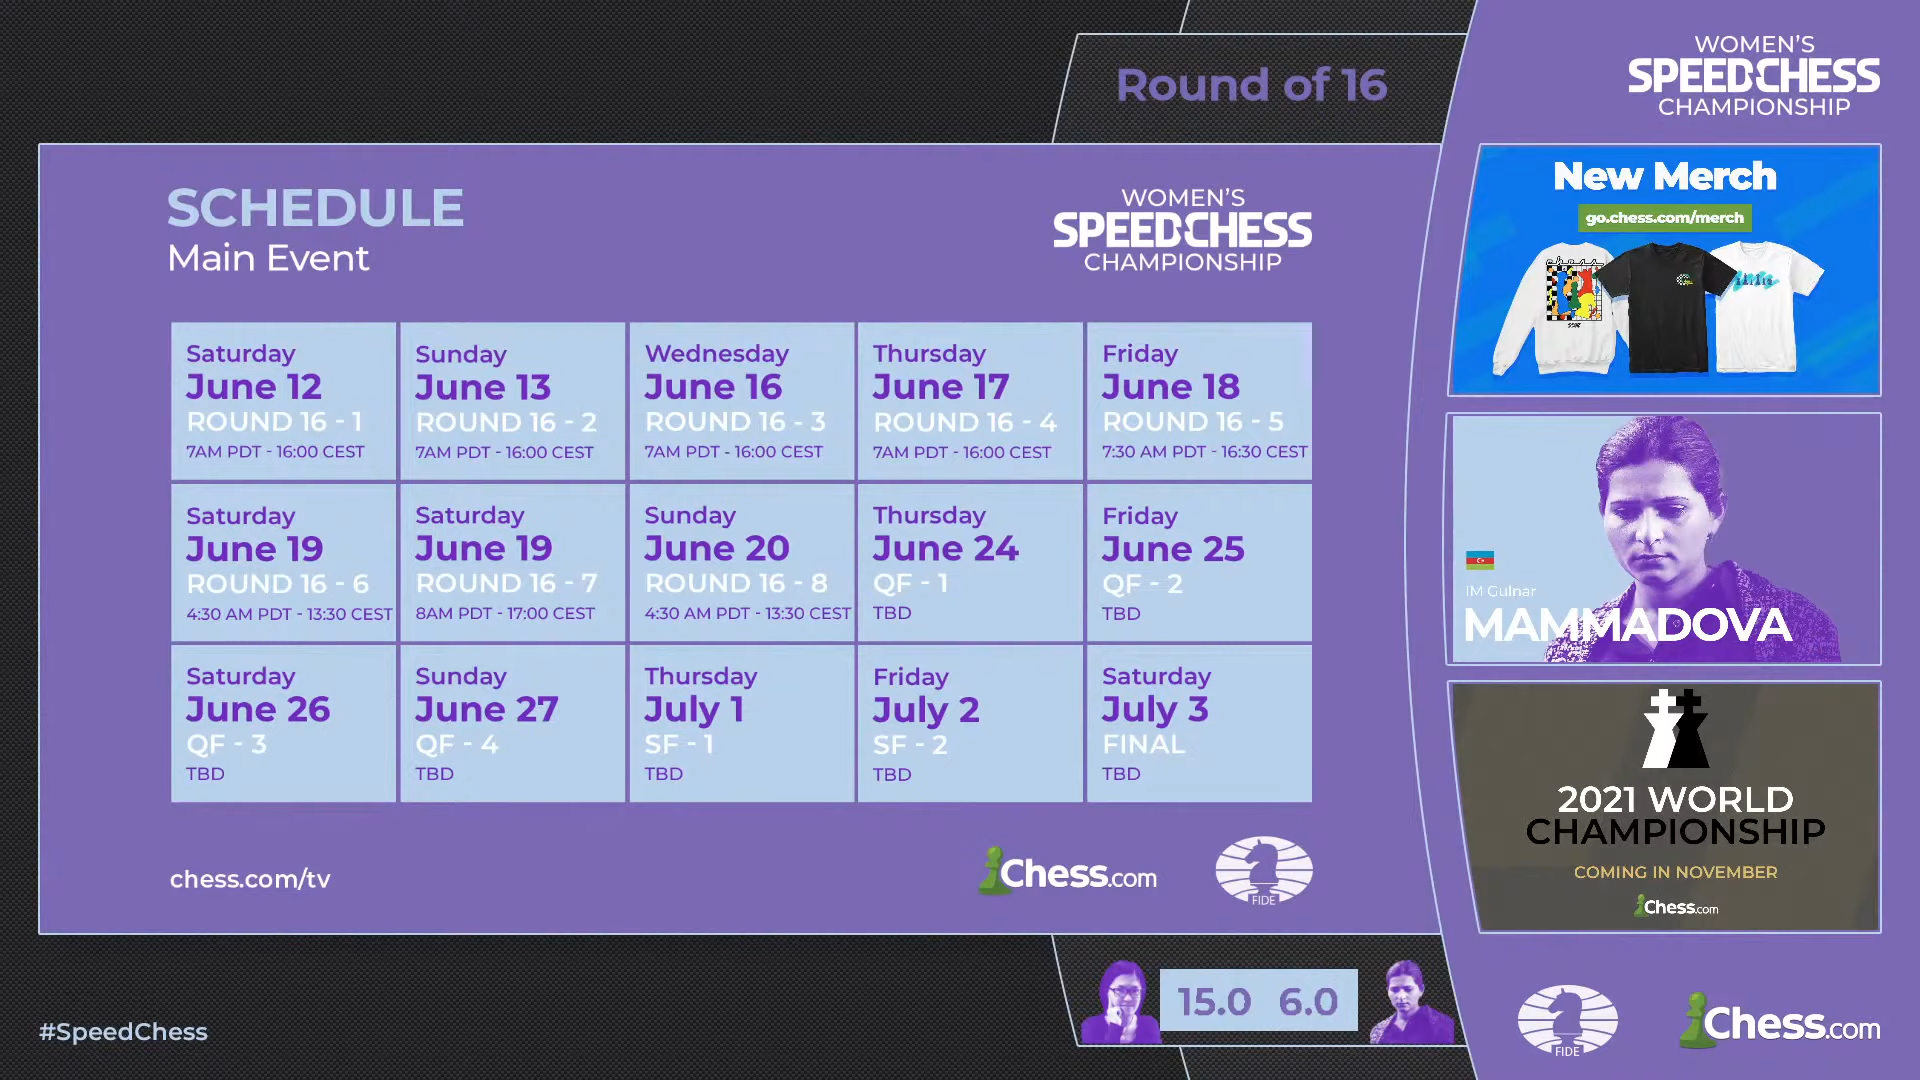 Round of 16
WOMEN'S
SPEEDCHESS
CHAMPIONSHIP
SCHEDULE
Main Event
WOMEN'S
SPEEDCHESS
CHAMPIONSHIP
Saturday
June 12
ROUND 16 - 1
7AM PDT - 16:00 CEST
Sunday
June 13
ROUND 16 - 2
7AM PDT - 16:00 CEST
Wednesday
June 16
ROUND 16 - 3
7AM PDT - 16:00 CEST
Thursday
June 17
ROUND 16 - 4
7AM PDT - 16:00 CEST
Friday
June 18
ROUND 16 - 5
7:30 AM PDT - 16:30 CEST
Saturday
June 19
ROUND 16 - 6
4:30 AM PDT - 13:30 CEST
Saturday
June 19
ROUND 16 - 7
8AM PDT - 17:00 CEST
Sunday
June 20
ROUND 16 - 8
4:30 AM PDT - 13:30 CEST
Thursday
June 24
QF - 1
TBD
Friday
June 25
QF - 2
TBD
Saturday
June 26
QF - 3
TBD
Sunday
June 27
QF - 4
TBD
Thursday
July 1
SF - 1
TBD
Friday
July 2
SF - 2
TBD
Saturday
July 3
FINAL
TBD
chess.com/tv
Chess.com
FIDE
New Merch
go.chess.com/merch
chess
IM Gulnar
MAMMADOVA
2021 WORLD
CHAMPIONSHIP
COMING IN NOVEMBER
Chess.com
#SpeedChess
15.0 6.0
FIDE
Chess.com